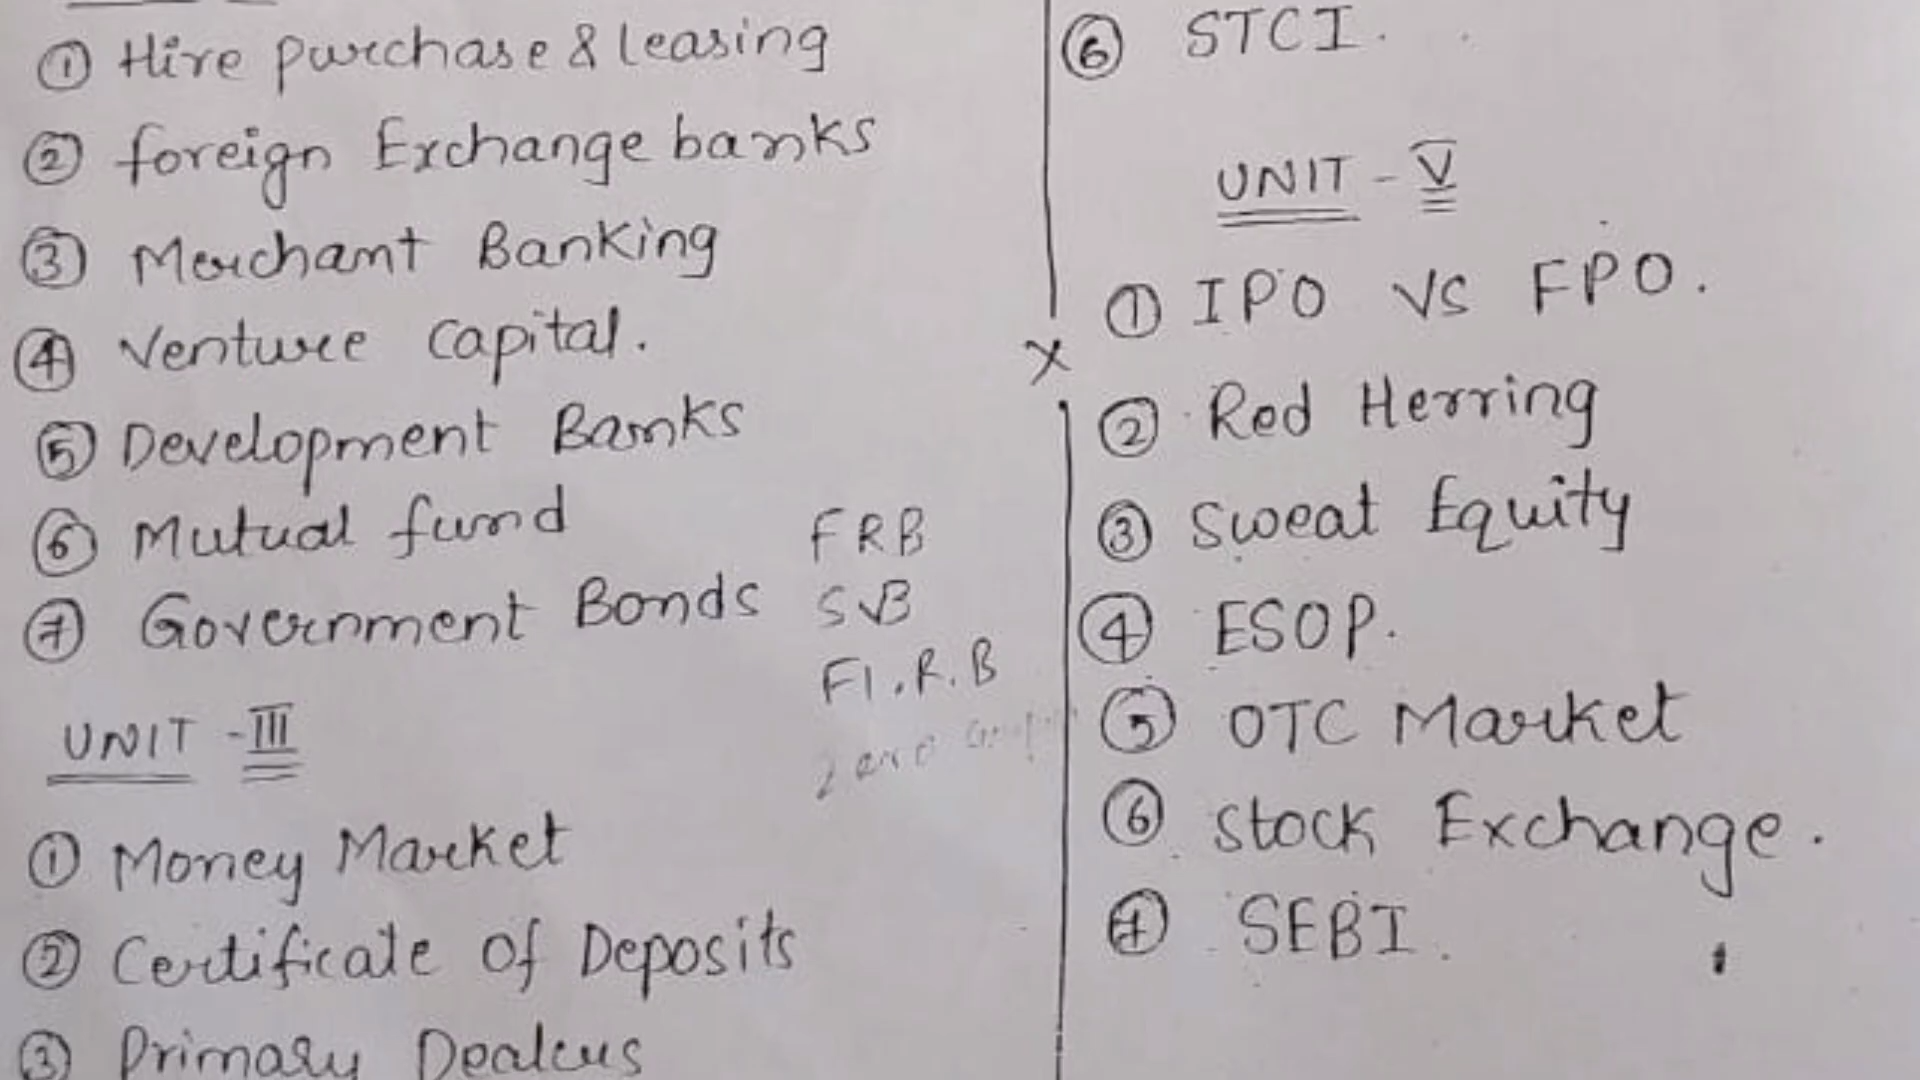 ① Hire purchase & leasing
② foreign Exchange banks
③ Merchant Banking
④ Venture capital.
⑤ Development Banks
⑥ Mutual fund
⑦ Government Bonds
FRB
SVB
FI.R.B
Zero
UNIT - III
① Money Market
② Certificate of Deposits
③ Primary Dealers
⑥ STCI.
UNIT - V
① IPO VS FPO.
② Red Herring
③ Sweat Equity
④ ESOP.
⑤ OTC Market
⑥ Stock Exchange.
⑦ SEBI.